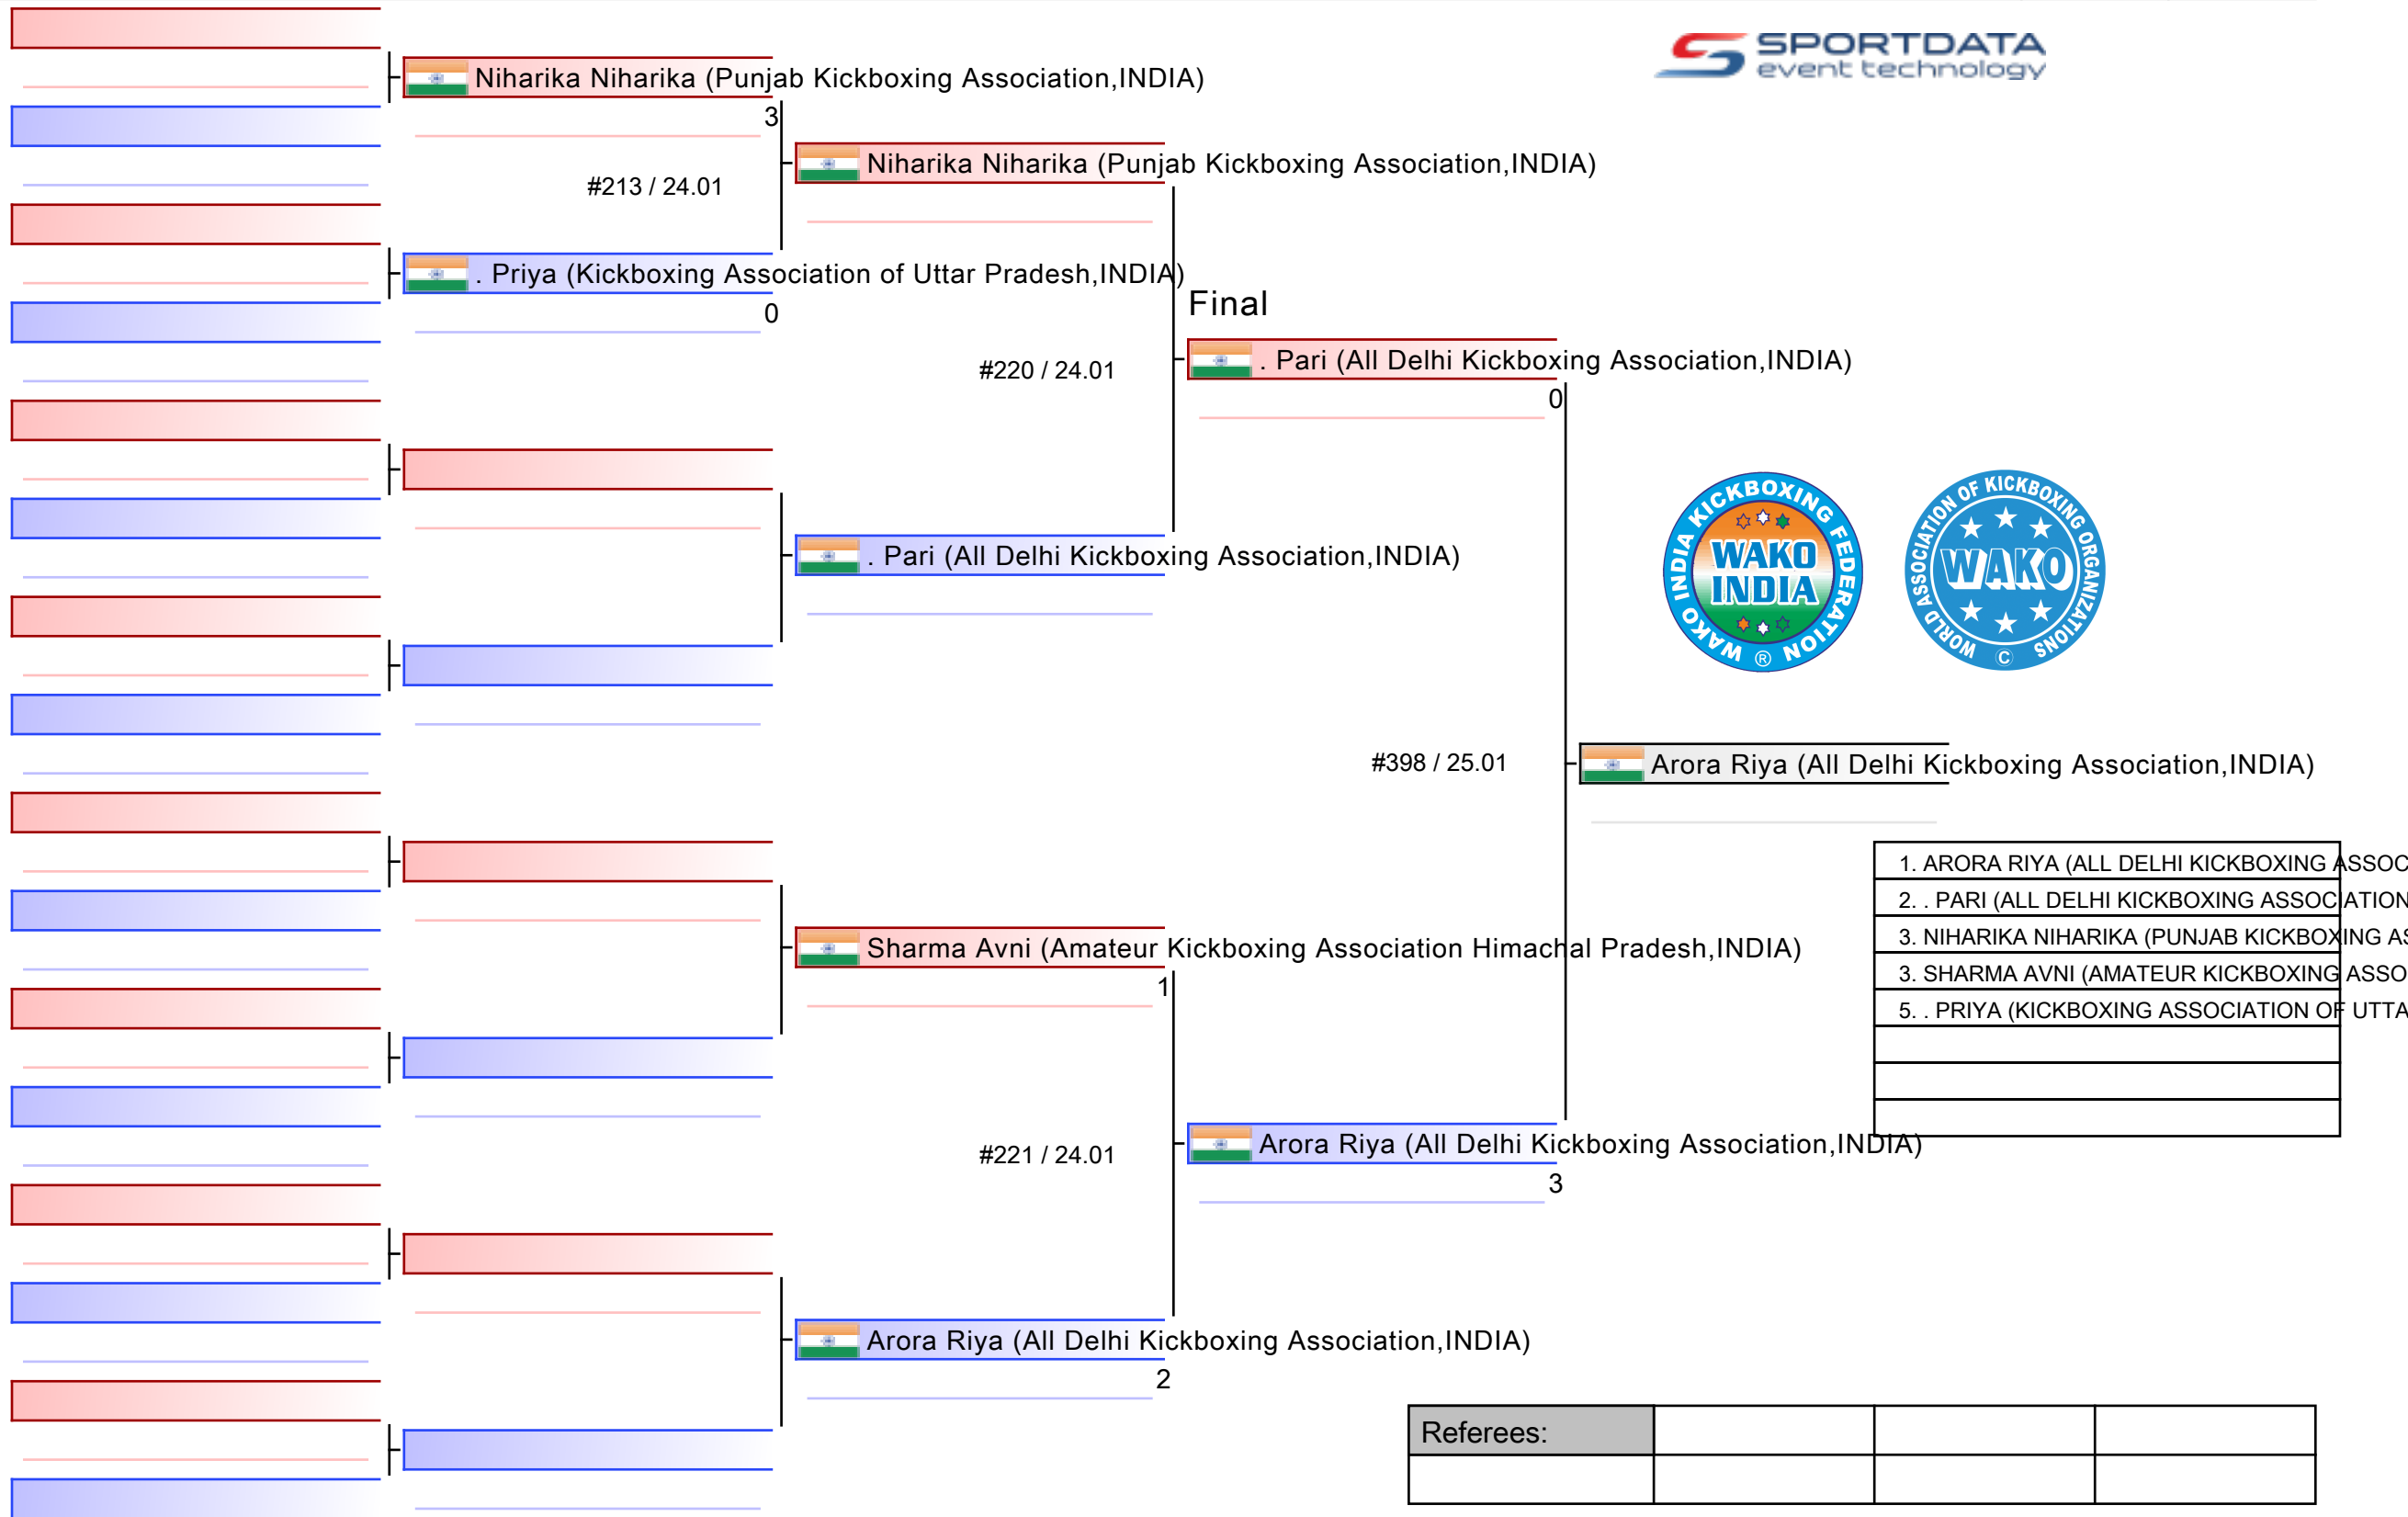 SPORTDATA
event technology
Niharika Niharika (Punjab Kickboxing Association,INDIA)
3
Niharika Niharika (Punjab Kickboxing Association,INDIA)
#213 / 24.01
. Priya (Kickboxing Association of Uttar Pradesh,INDIA)
0
Final
. Pari (All Delhi Kickboxing Association,INDIA)
#220 / 24.01
0
WAKO INDIA KICKBOXING FEDERATION
WAKO
INDIA
®
WORLD ASSOCIATION OF KICKBOXING ORGANIZATIONS
WAKO
©
. Pari (All Delhi Kickboxing Association,INDIA)
#398 / 25.01
Arora Riya (All Delhi Kickboxing Association,INDIA)
1. ARORA RIYA (ALL DELHI KICKBOXING ASSOC
2. . PARI (ALL DELHI KICKBOXING ASSOCIATION
3. NIHARIKA NIHARIKA (PUNJAB KICKBOXING AS
3. SHARMA AVNI (AMATEUR KICKBOXING ASSO
5. . PRIYA (KICKBOXING ASSOCIATION OF UTTA
Sharma Avni (Amateur Kickboxing Association Himachal Pradesh,INDIA)
1
#221 / 24.01
Arora Riya (All Delhi Kickboxing Association,INDIA)
3
Arora Riya (All Delhi Kickboxing Association,INDIA)
2
Referees: